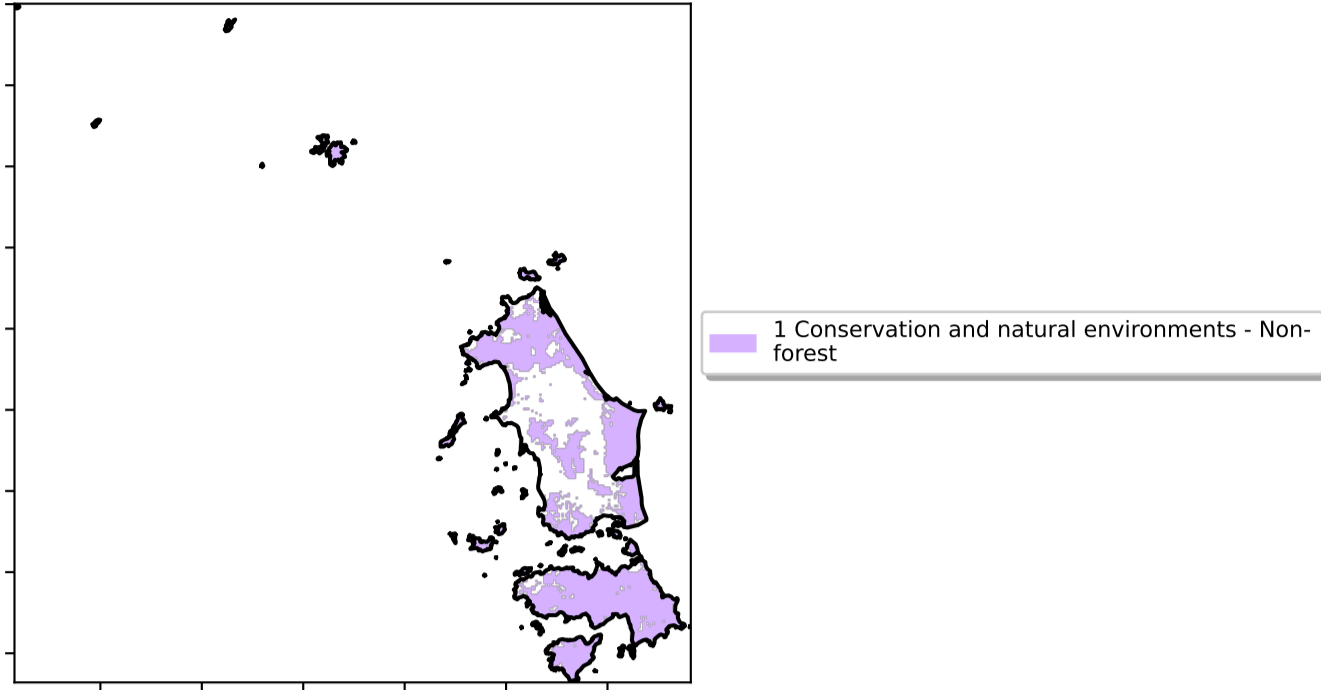 1 Conservation and natural environments - Non-
forest